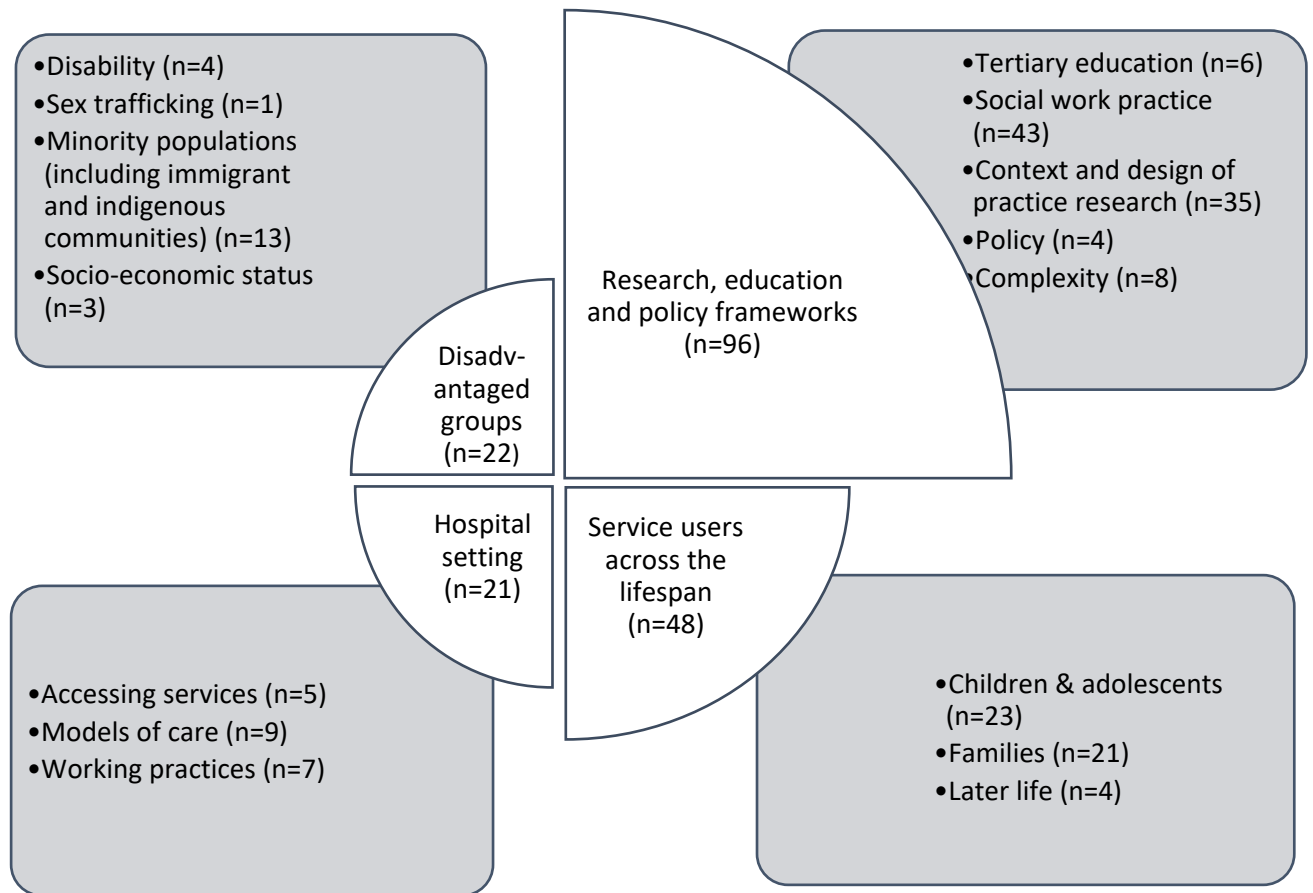 •Disability (n=4)
•Sex trafficking (n=1)
•Minority populations
(including immigrant
and indigenous
communities) (n=13)
•Socio-economic status
(n=3)
•Tertiary education (n=6)
•Social work practice
(n=43)
•Context and design of
practice research (n=35)
•Policy (n=4)
•Complexity (n=8)
Research, education
and policy frameworks
(n=96)
Disadv-
antaged
groups
(n=22)
Hospital
setting
(n=21)
Service users
across the
lifespan
(n=48)
•Accessing services (n=5)
•Models of care (n=9)
•Working practices (n=7)
•Children & adolescents
(n=23)
•Families (n=21)
•Later life (n=4)